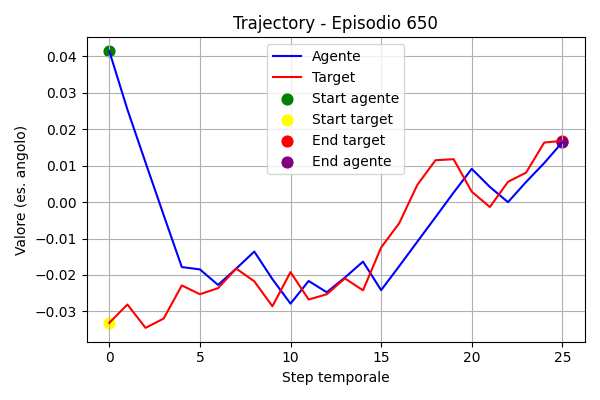 Trajectory - Episodio 650
Valore (es. angolo)
0.04
0.03
0.02
0.01
0.00
−0.01
−0.02
−0.03
Agente
Target
Start agente
Start target
End target
End agente
0 5 10 15 20 25
Step temporale